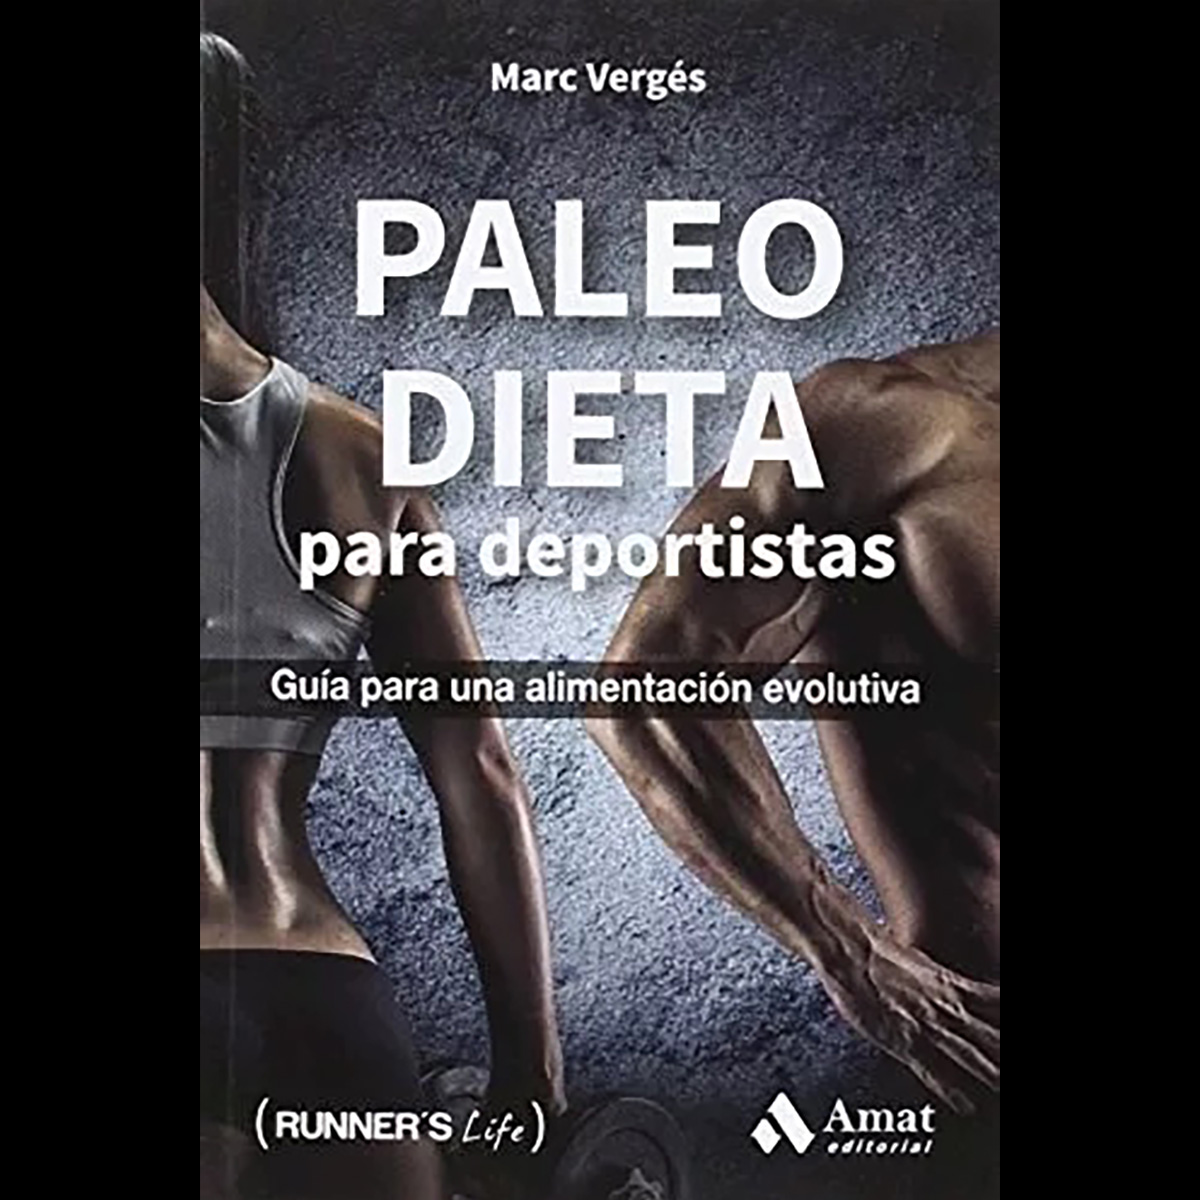 Marc Vergés
PALEO
DIETA
para deportistas
Guía para una alimentación evolutiva
(RUNNER´S Life)
Amat
editorial